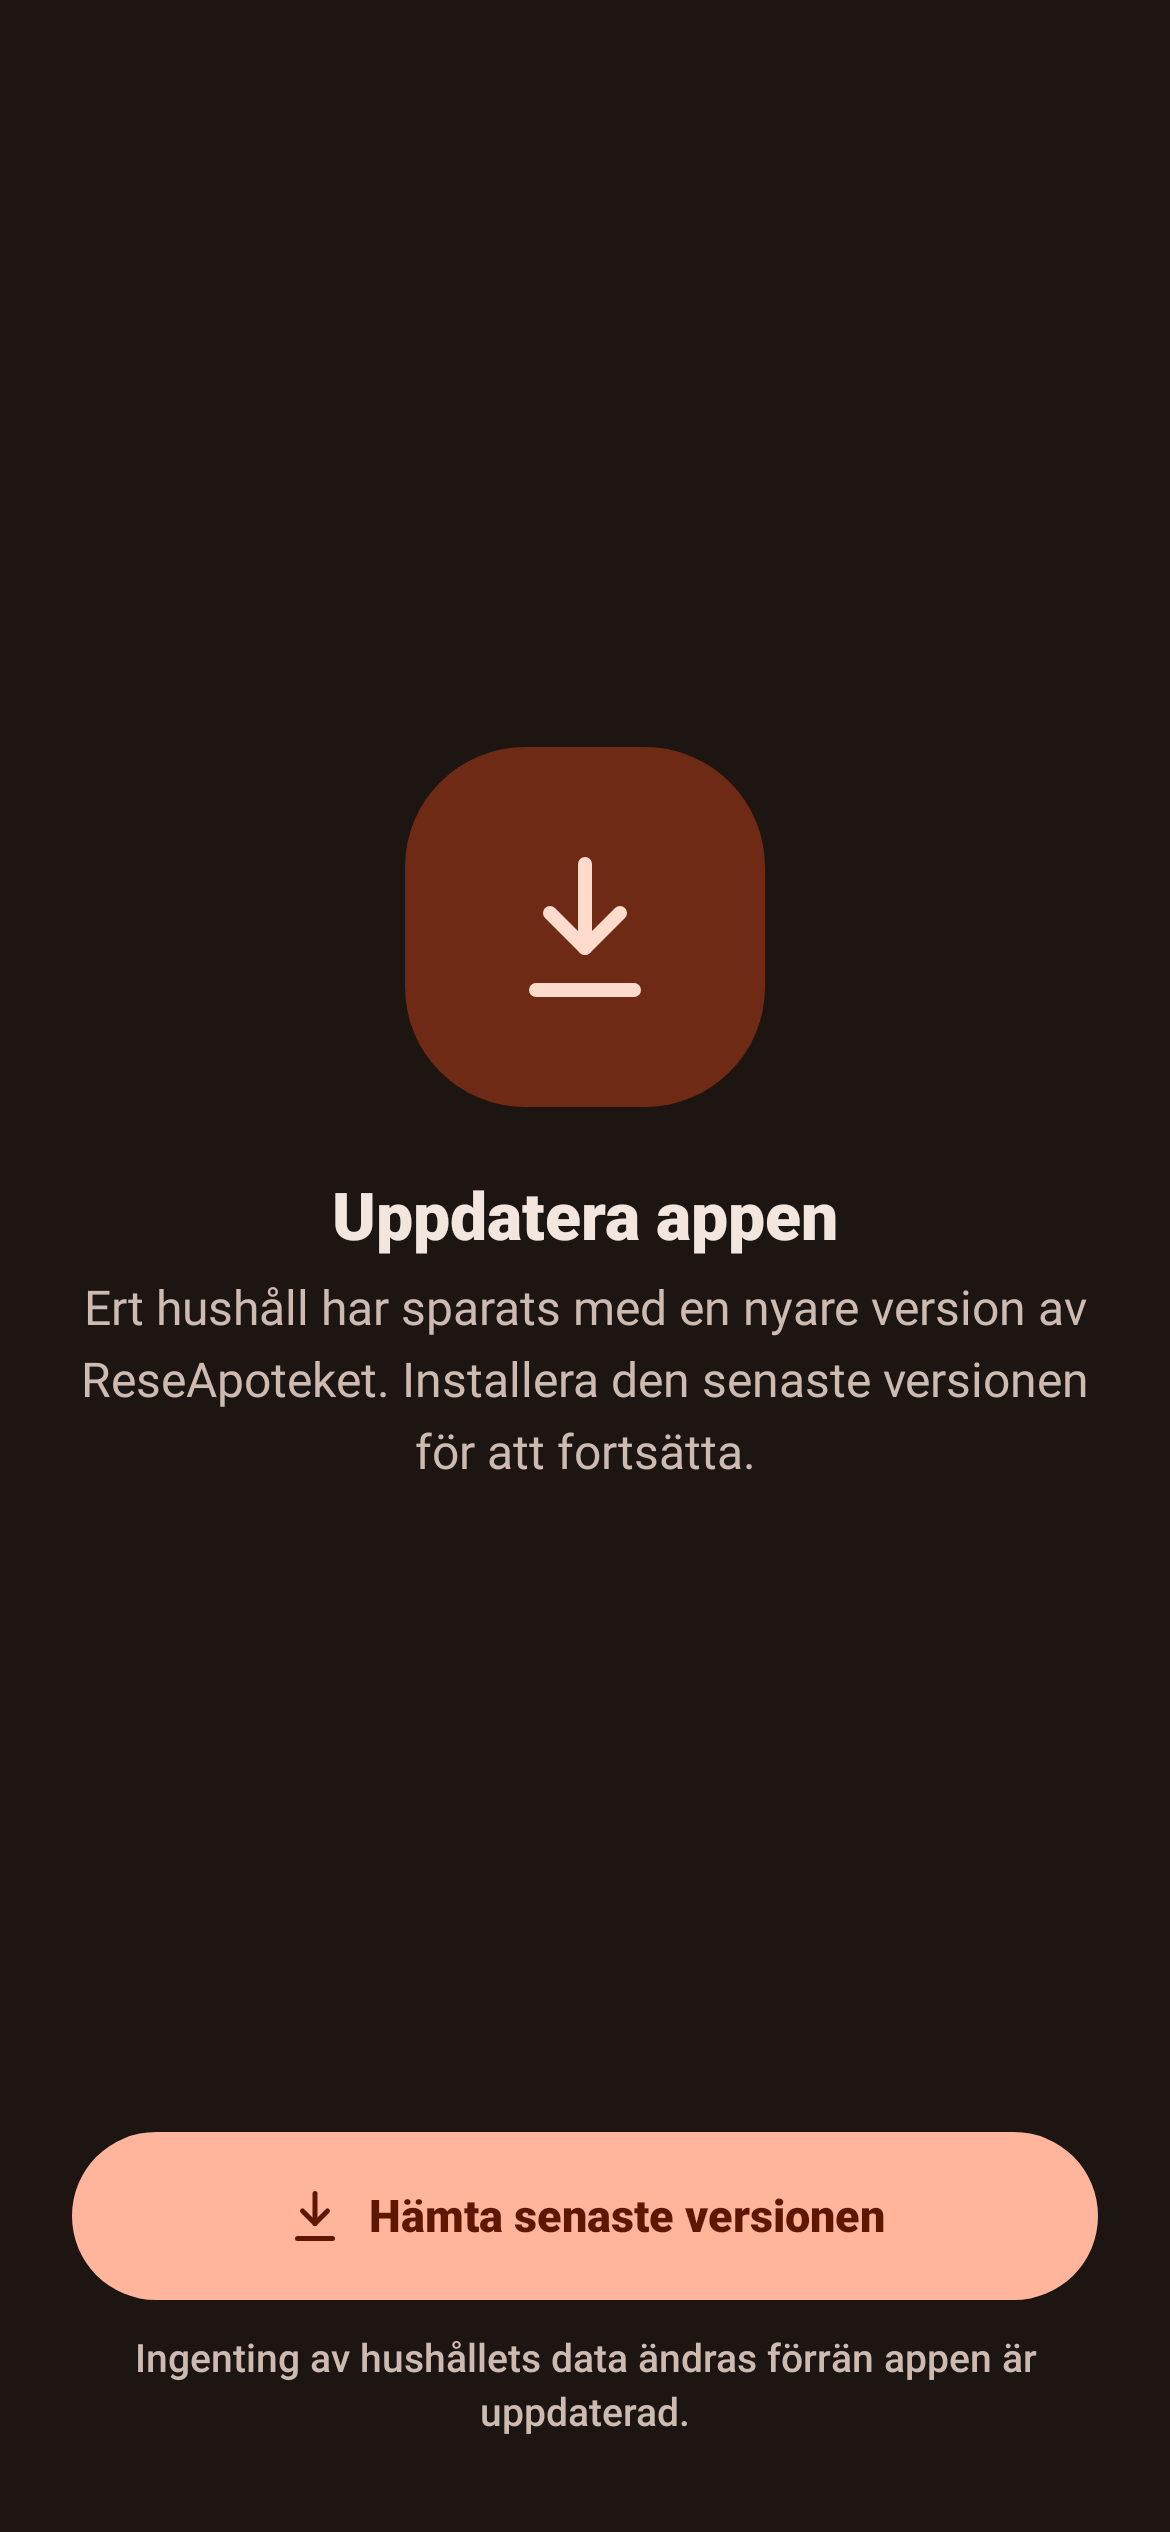 Uppdatera appen
Ert hushåll har sparats med en nyare version av
ReseApoteket. Installera den senaste versionen
för att fortsätta.
Hämta senaste versionen
Ingenting av hushållets data ändras förrän appen är
uppdaterad.